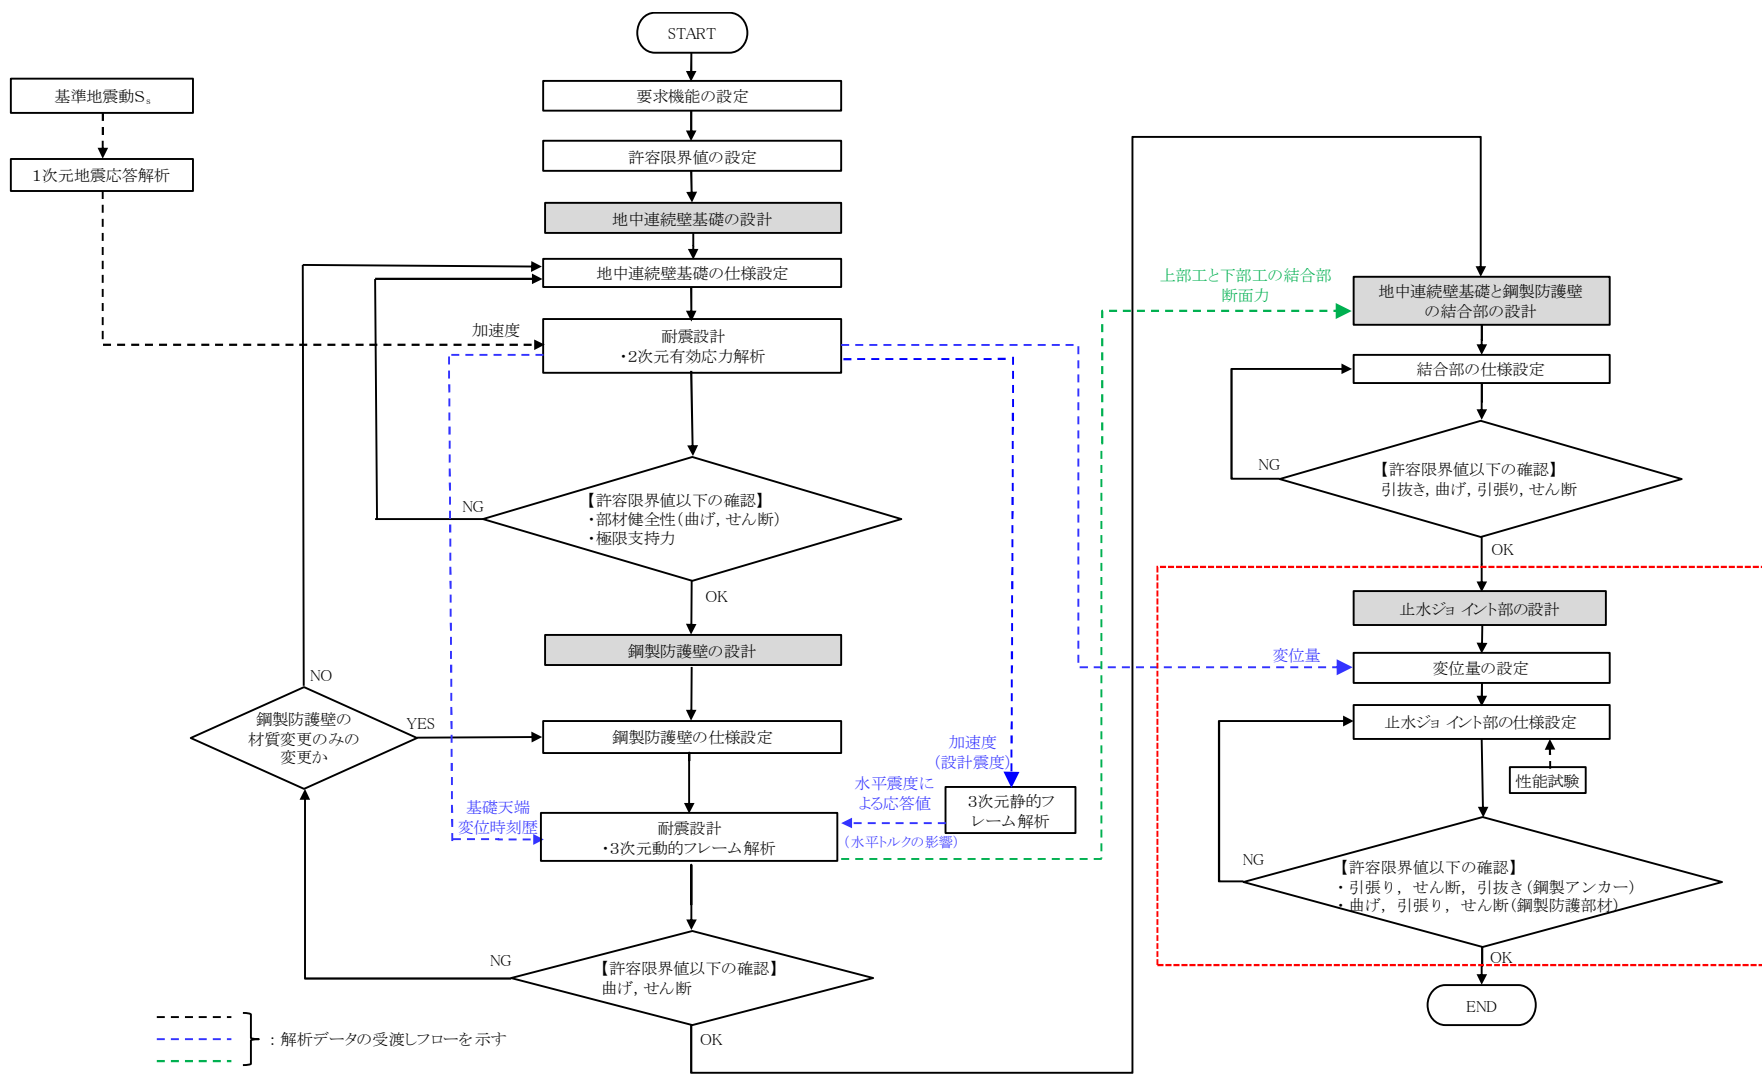 START
基準地震動Ss
1次元地震応答解析
要求機能の設定
許容限界値の設定
地中連続壁基礎の設計
地中連続壁基礎の仕様設定
加速度
耐震設計
・2次元有効応力解析
NG
【許容限界値以下の確認】
・部材健全性（曲げ, せん断）
・極限支持力
OK
鋼製防護壁の設計
NO
鋼製防護壁の
材質変更のみの
変更か
YES
鋼製防護壁の仕様設定
加速度
（設計震度）
水平震度に
よる応答値
（水平トルクの影響）
3次元静的フ
レーム解析
基礎天端
変位時刻歴
耐震設計
・3次元動的フレーム解析
NG
【許容限界値以下の確認】
曲げ, せん断
OK
：解析データの受渡しフローを示す
上部工と下部工の結合部
断面力
地中連続壁基礎と鋼製防護壁
の結合部の設計
結合部の仕様設定
NG
【許容限界値以下の確認】
引抜き, 曲げ, 引張り, せん断
OK
止水ジョイント部の設計
変位量
変位量の設定
止水ジョイント部の仕様設定
性能試験
NG
【許容限界値以下の確認】
・引張り, せん断, 引抜き（鋼製アンカー）
・曲げ, 引張り, せん断（鋼製防護部材）
OK
END